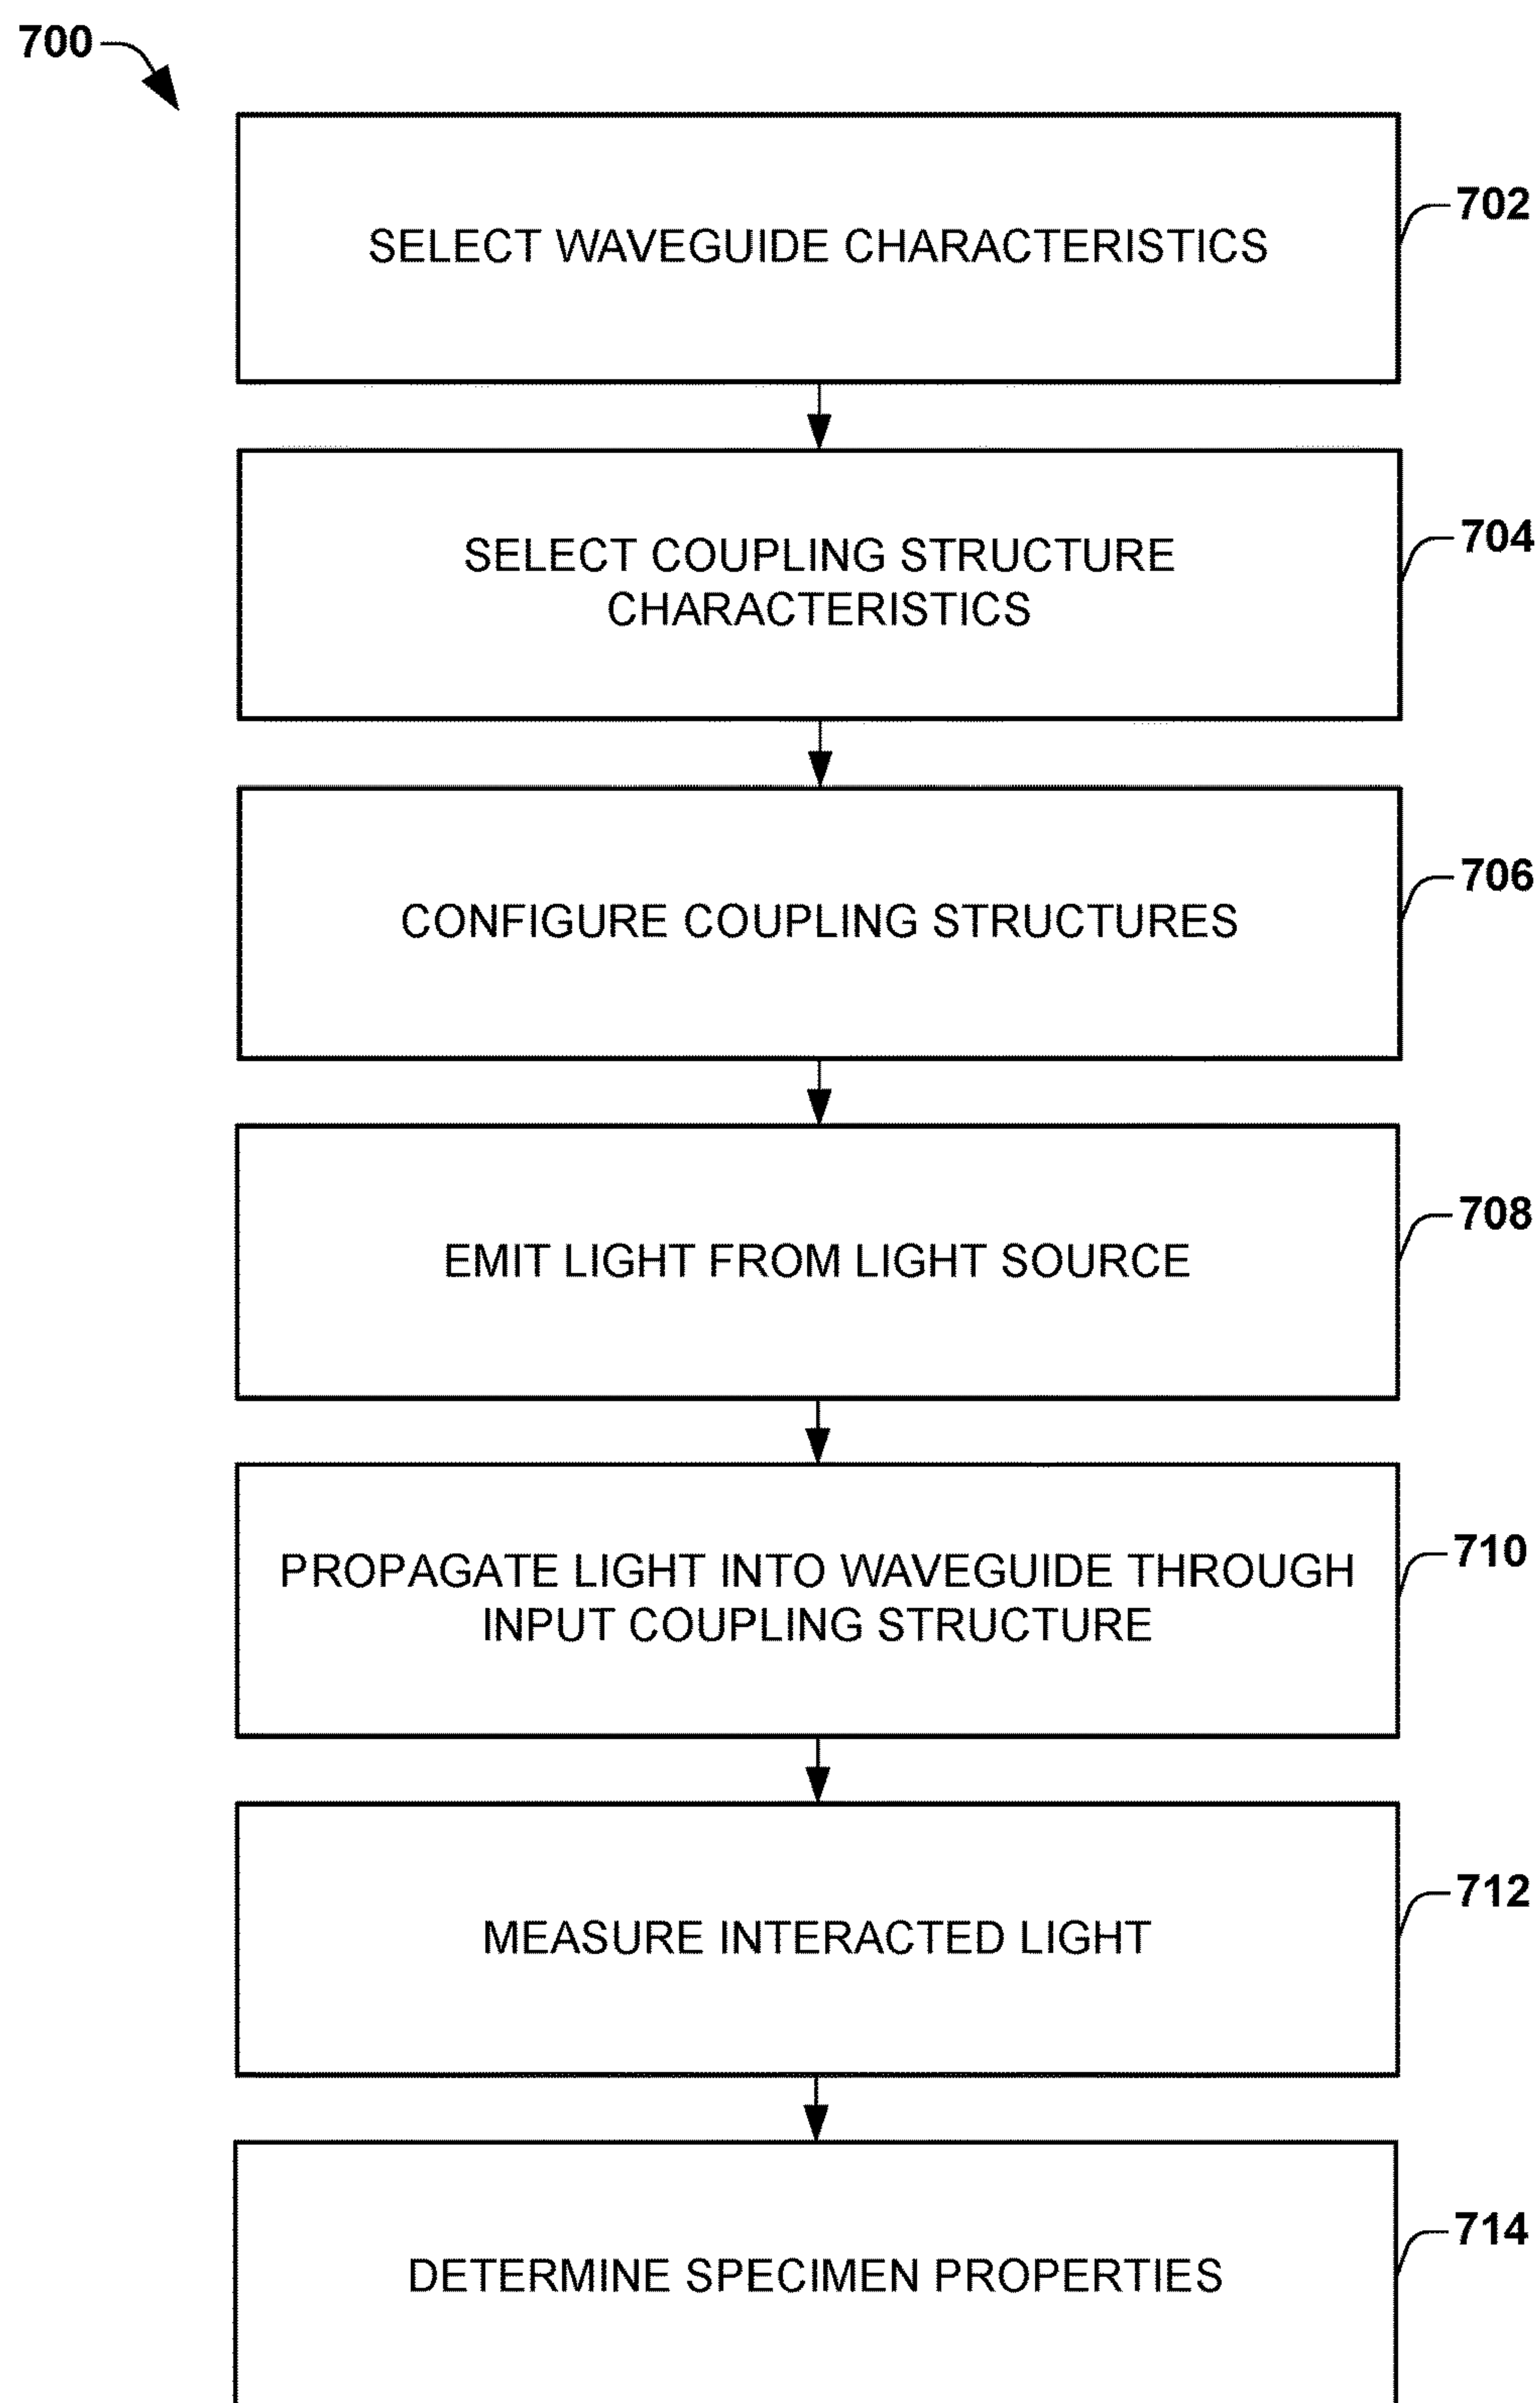 700
702
SELECT WAVEGUIDE CHARACTERISTICS
704
SELECT COUPLING STRUCTURE
CHARACTERISTICS
706
CONFIGURE COUPLING STRUCTURES
708
EMIT LIGHT FROM LIGHT SOURCE
710
PROPAGATE LIGHT INTO WAVEGUIDE THROUGH
INPUT COUPLING STRUCTURE
712
MEASURE INTERACTED LIGHT
714
DETERMINE SPECIMEN PROPERTIES